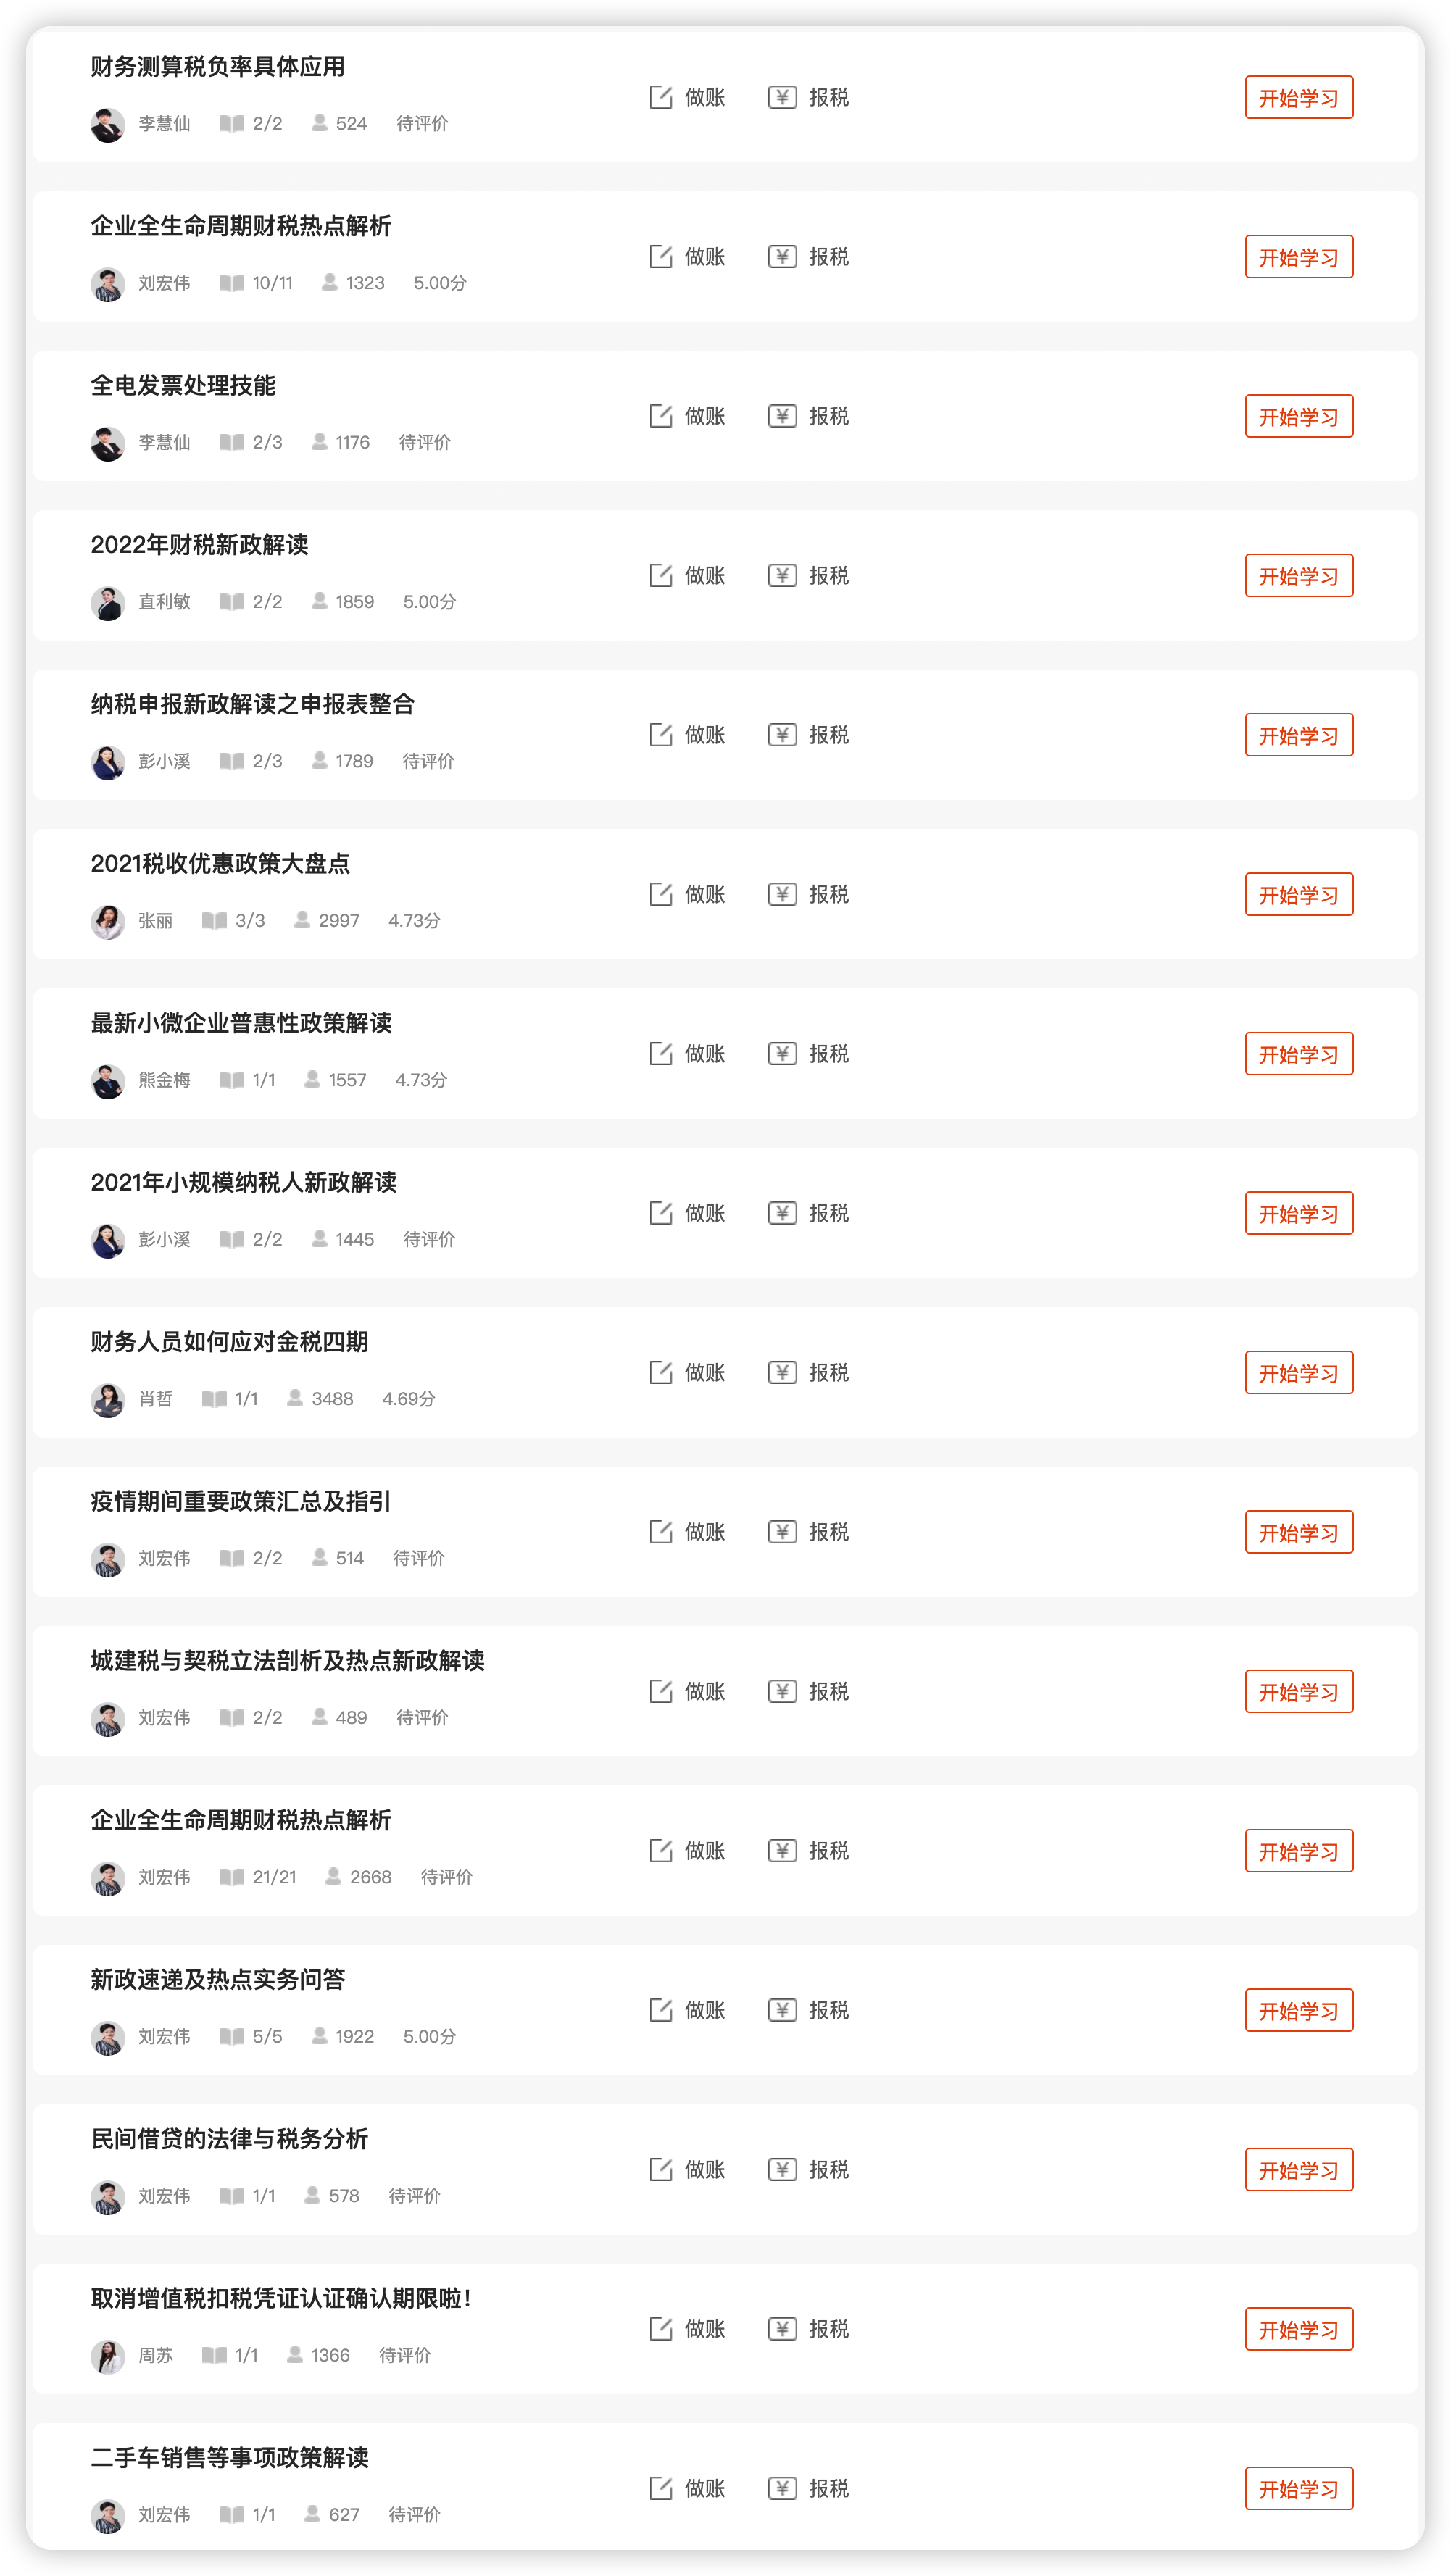 财务测算税负率具体应用
李慧仙 2/2 524 待评价
做账 报税 开始学习
企业全生命周期财税热点解析
刘宏伟 10/11 1323 5.00分
做账 报税 开始学习
全电发票处理技能
李慧仙 2/3 1176 待评价
做账 报税 开始学习
2022年财税新政解读
直利敏 2/2 1859 5.00分
做账 报税 开始学习
纳税申报新政解读之申报表整合
彭小溪 2/3 1789 待评价
做账 报税 开始学习
2021税收优惠政策大盘点
张丽 3/3 2997 4.73分
做账 报税 开始学习
最新小微企业普惠性政策解读
熊金梅 1/1 1557 4.73分
做账 报税 开始学习
2021年小规模纳税人新政解读
彭小溪 2/2 1445 待评价
做账 报税 开始学习
财务人员如何应对金税四期
肖哲 1/1 3488 4.69分
做账 报税 开始学习
疫情期间重要政策汇总及指引
刘宏伟 2/2 514 待评价
做账 报税 开始学习
城建税与契税立法剖析及热点新政解读
刘宏伟 2/2 489 待评价
做账 报税 开始学习
企业全生命周期财税热点解析
刘宏伟 21/21 2668 待评价
做账 报税 开始学习
新政速递及热点实务问答
刘宏伟 5/5 1922 5.00分
做账 报税 开始学习
民间借贷的法律与税务分析
刘宏伟 1/1 578 待评价
做账 报税 开始学习
取消增值税扣税凭证认证确认期限啦！
周苏 1/1 1366 待评价
做账 报税 开始学习
二手车销售等事项政策解读
刘宏伟 1/1 627 待评价
做账 报税 开始学习